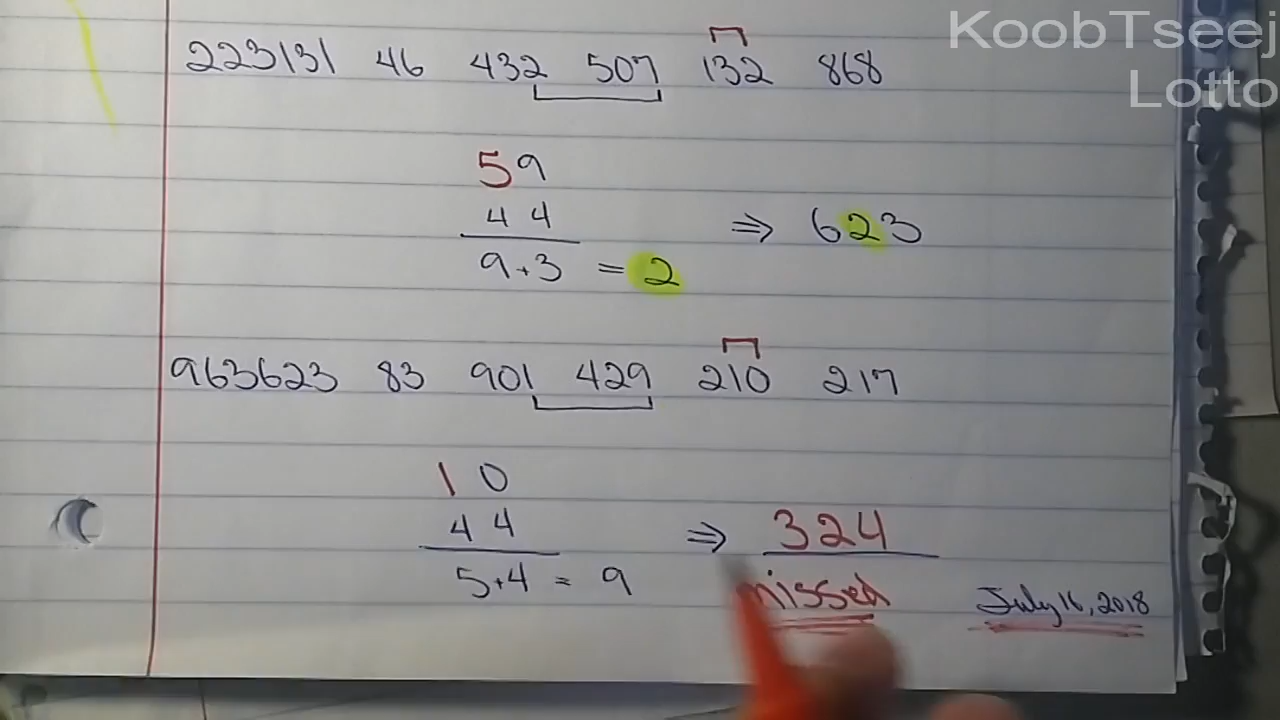 KoobTseej
Lotto
223131 46 432 507 132 868
59
44
⇒ 623
9+3 = 2
963623 83 901 429 210 217
10
44
⇒ 324
5+4 = 9
missed
July 16, 2018